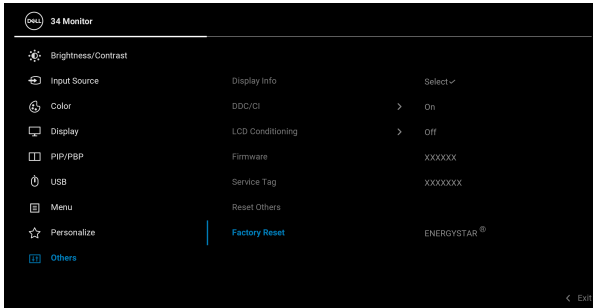 DELL 34 Monitor
Brightness/Contrast
Input Source
Display Info Select✓
Color
DDC/CI > On
Display
LCD Conditioning > Off
PIP/PBP
Firmware XXXXXX
USB
Service Tag XXXXXXX
Menu
Reset Others
Personalize
Factory Reset ENERGYSTAR ®
Others
< Exit